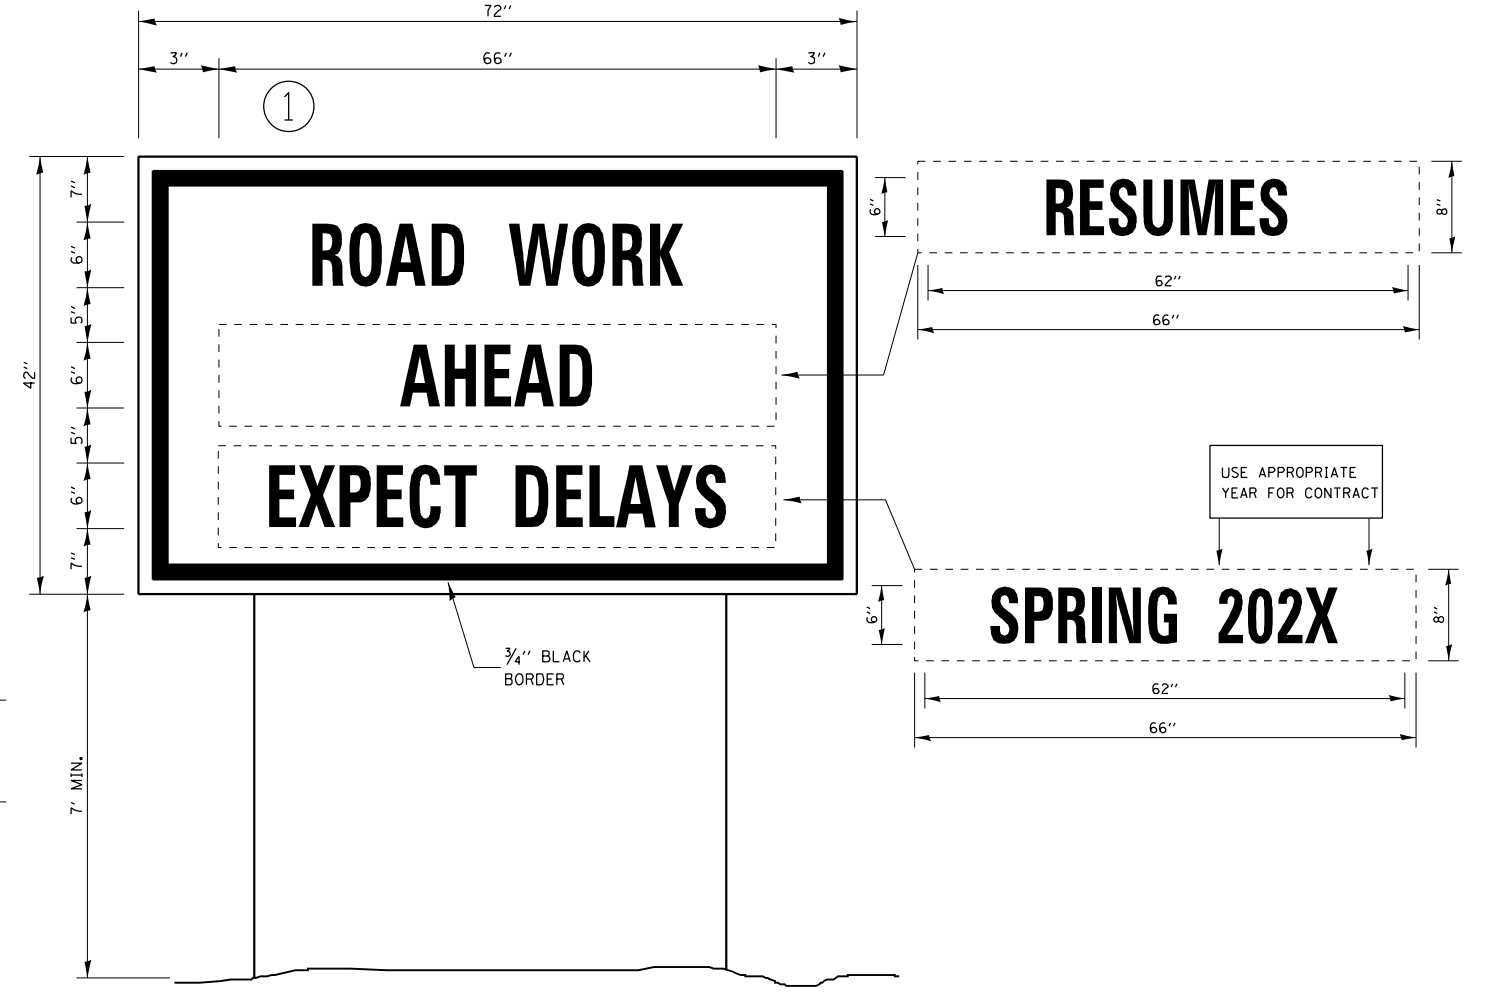 72''
3'' 66'' 3''
1
ROAD WORK
AHEAD
EXPECT DELAYS
7''
6''
5''
6''
5''
6''
7''
42''
7' MIN.
3/4'' BLACK
BORDER
RESUMES
6''
8''
62''
66''
USE APPROPRIATE
YEAR FOR CONTRACT
SPRING 202X
6''
8''
62''
66''